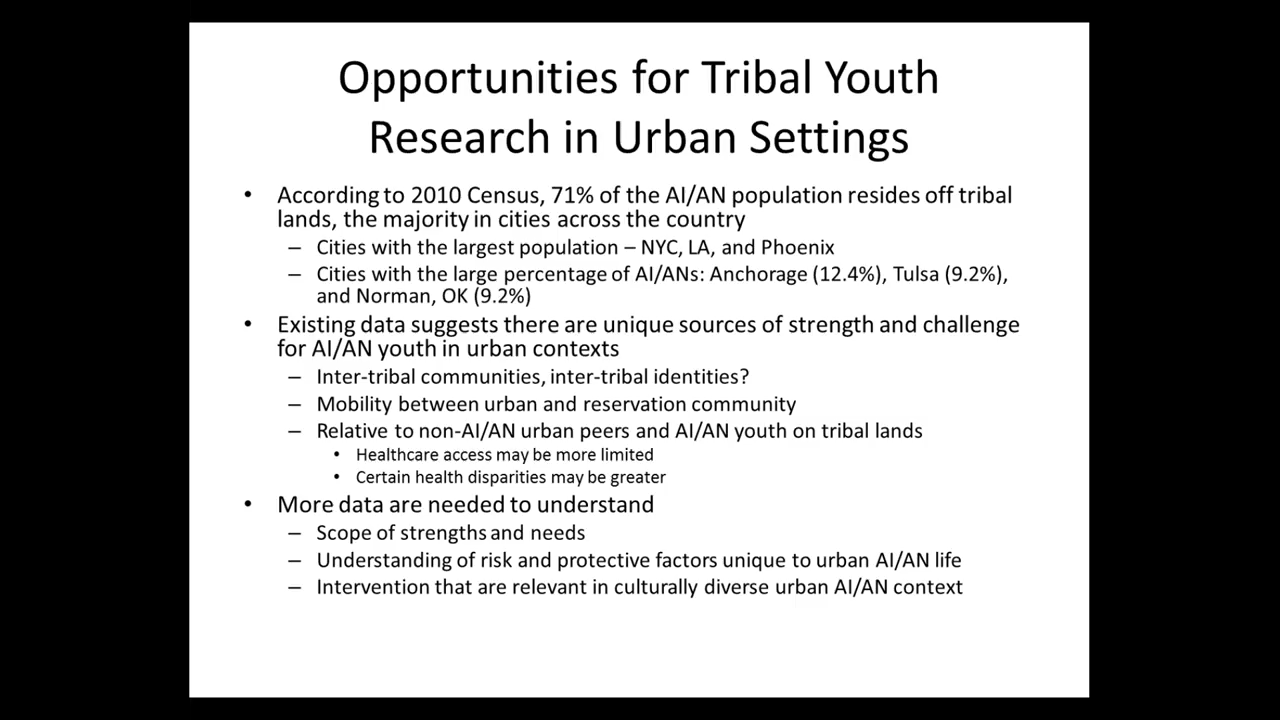 Opportunities for Tribal Youth
Research in Urban Settings
• According to 2010 Census, 71% of the AI/AN population resides off tribal
lands, the majority in cities across the country
– Cities with the largest population – NYC, LA, and Phoenix
– Cities with the large percentage of AI/ANs: Anchorage (12.4%), Tulsa (9.2%),
and Norman, OK (9.2%)
• Existing data suggests there are unique sources of strength and challenge
for AI/AN youth in urban contexts
– Inter-tribal communities, inter-tribal identities?
– Mobility between urban and reservation community
– Relative to non-AI/AN urban peers and AI/AN youth on tribal lands
• Healthcare access may be more limited
• Certain health disparities may be greater
• More data are needed to understand
– Scope of strengths and needs
– Understanding of risk and protective factors unique to urban AI/AN life
– Intervention that are relevant in culturally diverse urban AI/AN context